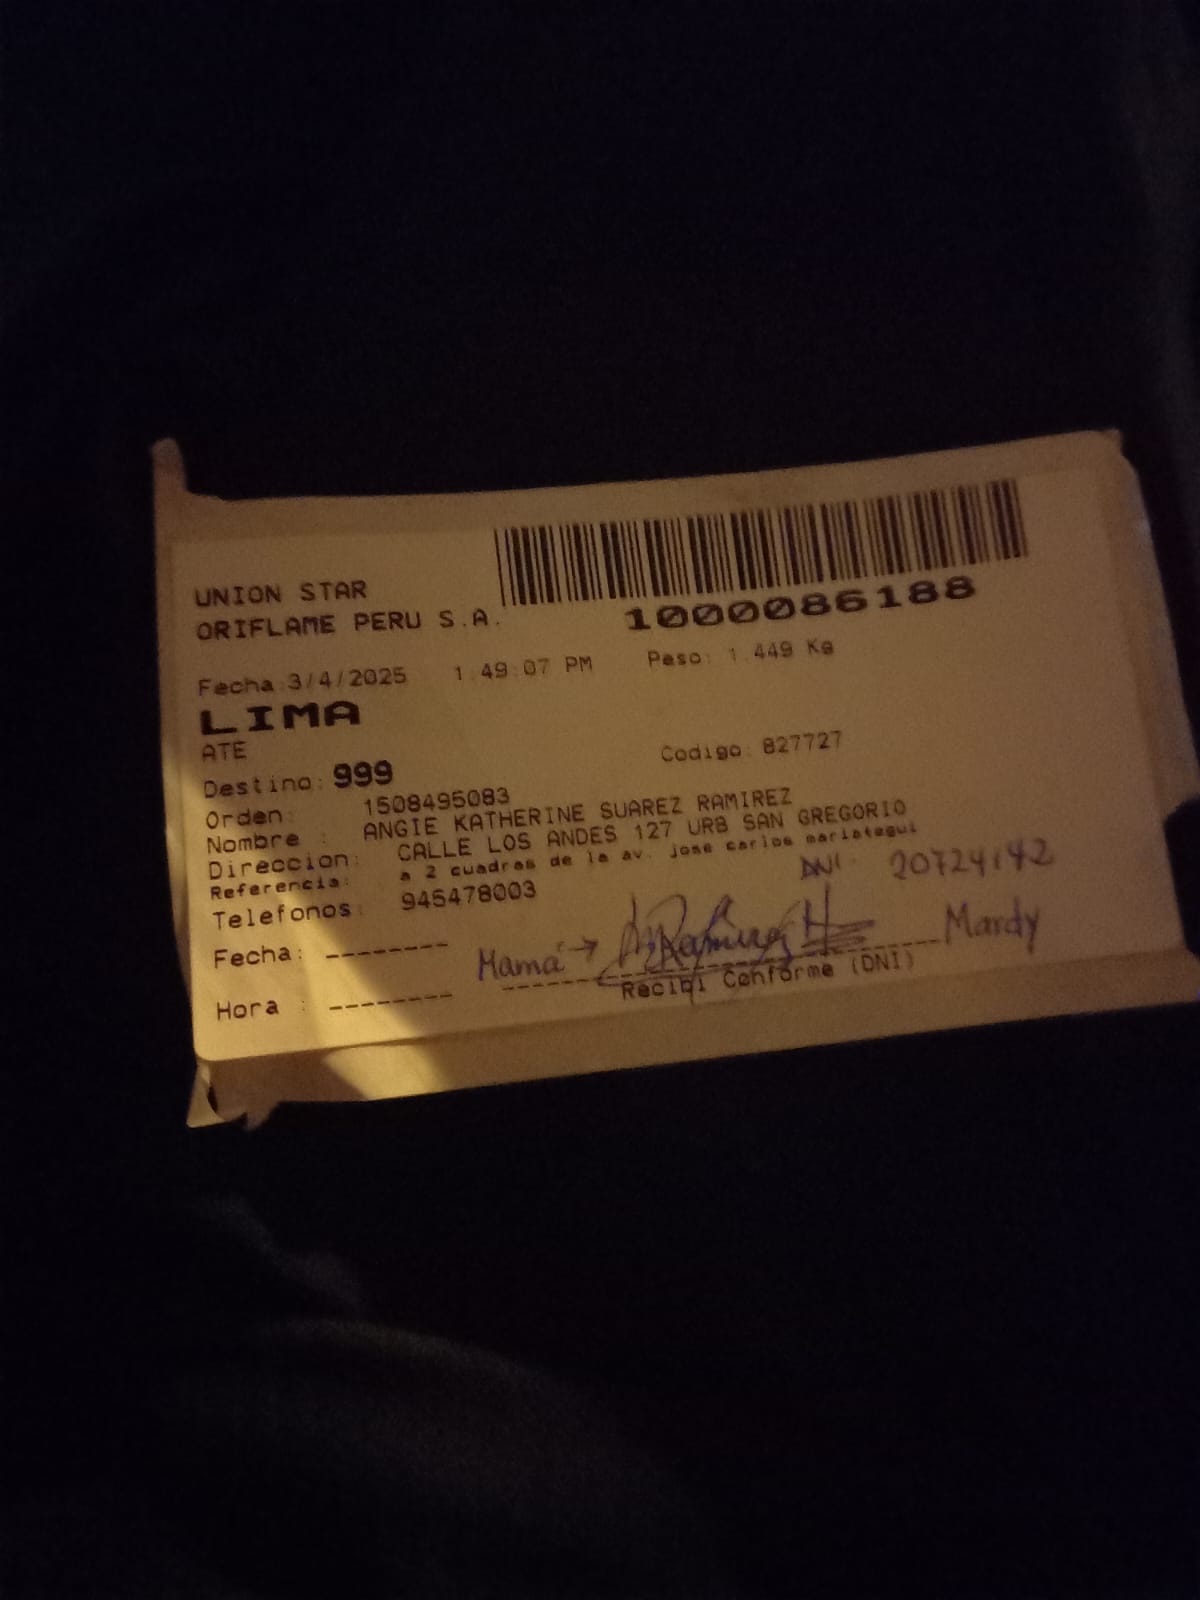 UNION STAR
ORIFLAME PERU S.A.
1000086188
Fecha:3/4/2025 1:49:07 PM Peso: 1.449 Kg
LIMA
ATE
Destino: 999 Codigo: 827727
Orden: 1508495083
Nombre : ANGIE KATHERINE SUAREZ RAMIREZ
Direccion: CALLE LOS ANDES 127 URB SAN GREGORIO
Referencia: a 2 cuadras de la av. jose carlos mariategui
Telefonos: 945478003
DNI 20724142
Fecha: --------
Mamá → Ramirez H Mardy
Recibi Conforme (DNI)
Hora : --------